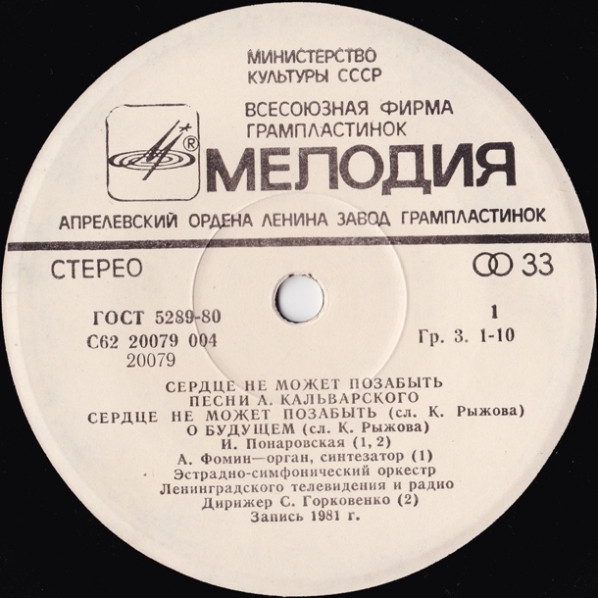 МИНИСТЕРСТВО
КУЛЬТУРЫ СССР
ВСЕСОЮЗНАЯ ФИРМА
ГРАМПЛАСТИНОК
®
МЕЛОДИЯ
АПРЕЛЕВСКИЙ ОРДЕНА ЛЕНИНА ЗАВОД ГРАМПЛАСТИНОК
СТЕРЕО 33
ГОСТ 5289-80 1
С62 20079 004 Гр. 3. 1-10
20079
СЕРДЦЕ НЕ МОЖЕТ ПОЗАБЫТЬ
ПЕСНИ А. КАЛЬВАРСКОГО
СЕРДЦЕ НЕ МОЖЕТ ПОЗАБЫТЬ (сл. К. Рыжова)
О БУДУЩЕМ (сл. К. Рыжова)
И. Понаровская (1, 2)
А. Фомин—орган, синтезатор (1)
Эстрадно-симфонический оркестр
Ленинградского телевидения и радио
Дирижер С. Горковенко (2)
Запись 1981 г.